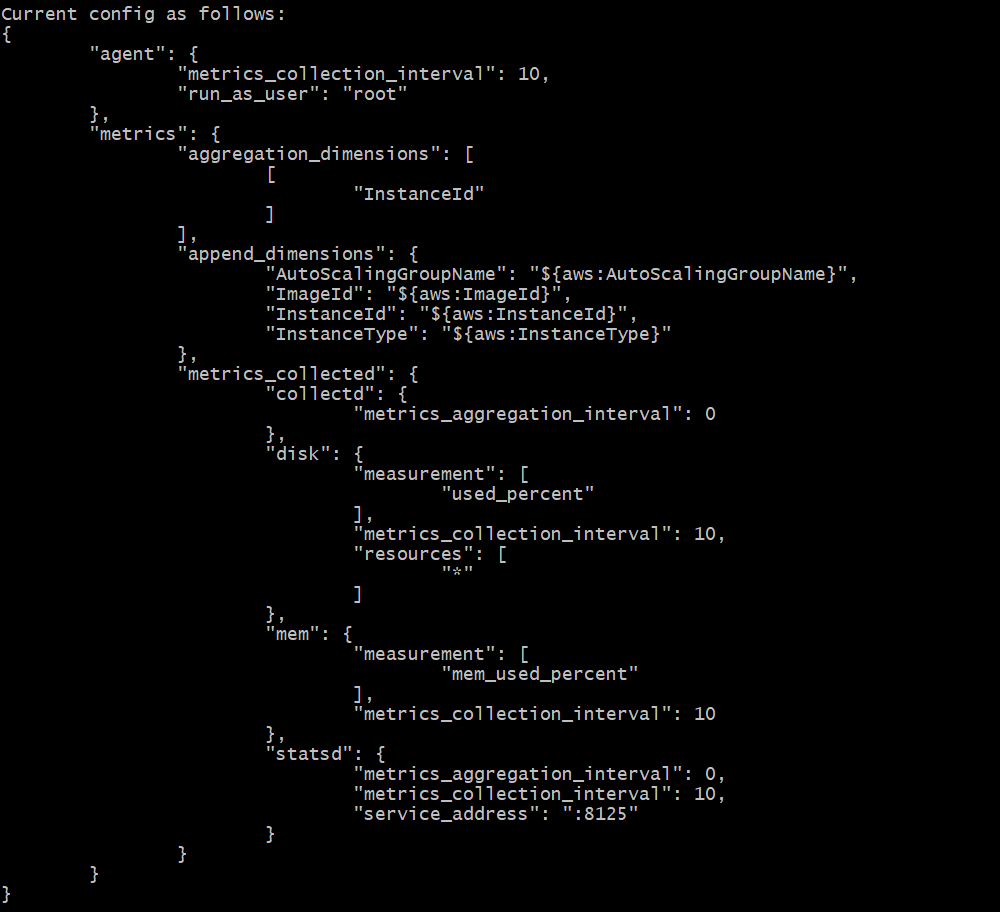 Current config as follows:
{
        "agent": {
                "metrics_collection_interval": 10,
                "run_as_user": "root"
        },
        "metrics": {
                "aggregation_dimensions": [
                        [
                                "InstanceId"
                        ]
                ],
                "append_dimensions": {
                        "AutoScalingGroupName": "${aws:AutoScalingGroupName}",
                        "ImageId": "${aws:ImageId}",
                        "InstanceId": "${aws:InstanceId}",
                        "InstanceType": "${aws:InstanceType}"
                },
                "metrics_collected": {
                        "collectd": {
                                "metrics_aggregation_interval": 0
                        },
                        "disk": {
                                "measurement": [
                                        "used_percent"
                                ],
                                "metrics_collection_interval": 10,
                                "resources": [
                                        "*"
                                ]
                        },
                        "mem": {
                                "measurement": [
                                        "mem_used_percent"
                                ],
                                "metrics_collection_interval": 10
                        },
                        "statsd": {
                                "metrics_aggregation_interval": 0,
                                "metrics_collection_interval": 10,
                                "service_address": ":8125"
                        }
                }
        }
}